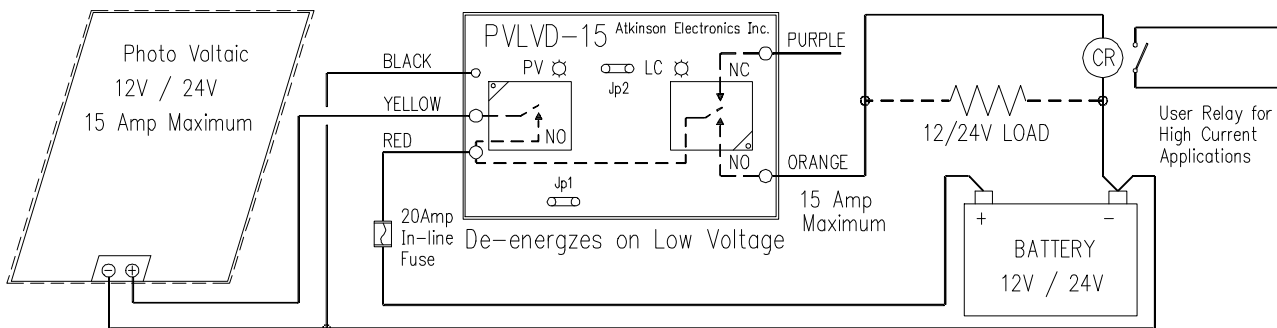 Photo Voltaic
12V / 24V
15 Amp Maximum
BLACK
YELLOW
RED
20Amp
In-line
Fuse
PVLVD-15
Atkinson Electronics Inc.
PV
Jp2
LC
NC
NO
NO
Jp1
De-energzes on Low Voltage
PURPLE
ORANGE
15 Amp
Maximum
12/24V LOAD
CR
User Relay for
High Current
Applications
+
-
BATTERY
12V / 24V
- +